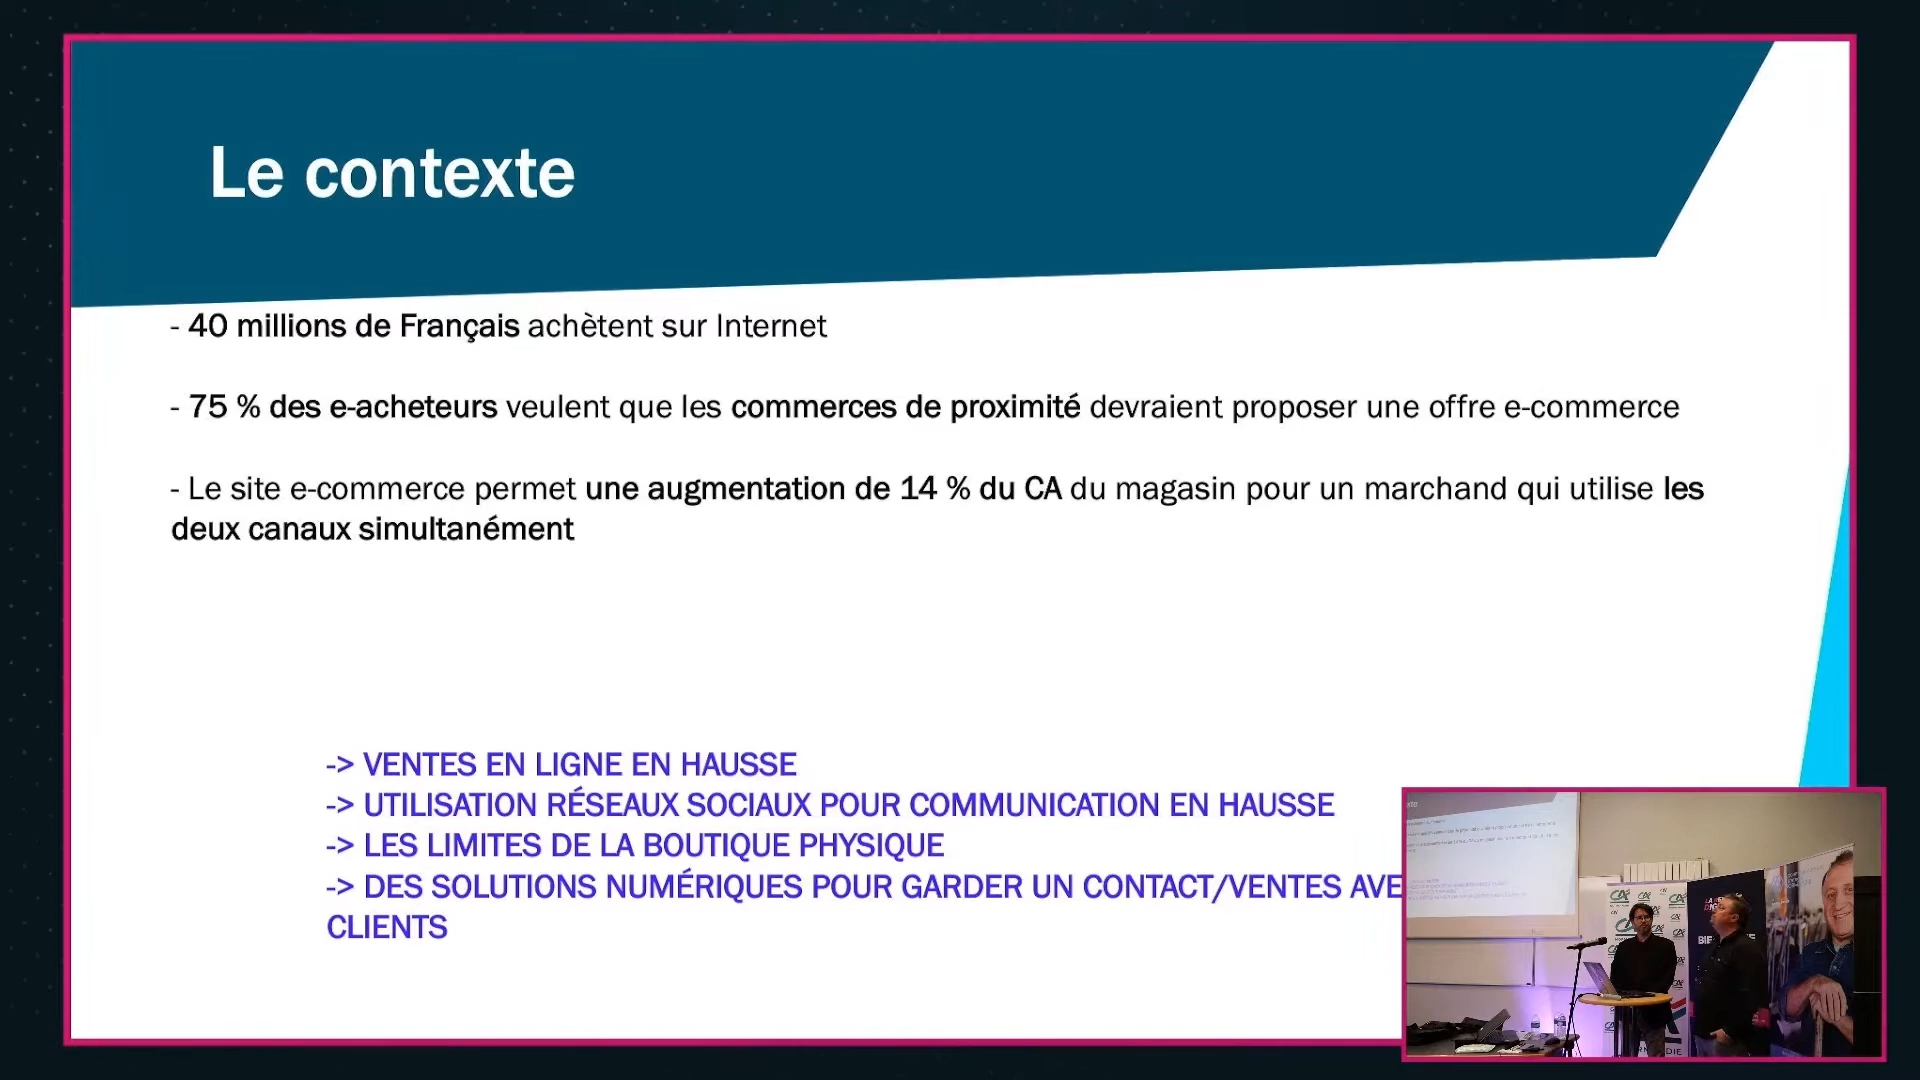 Le contexte
- 40 millions de Français achètent sur Internet
- 75 % des e-acheteurs veulent que les commerces de proximité devraient proposer une offre e-commerce
- Le site e-commerce permet une augmentation de 14 % du CA du magasin pour un marchand qui utilise les
deux canaux simultanément
-> VENTES EN LIGNE EN HAUSSE
-> UTILISATION RÉSEAUX SOCIAUX POUR COMMUNICATION EN HAUSSE
-> LES LIMITES DE LA BOUTIQUE PHYSIQUE
-> DES SOLUTIONS NUMÉRIQUES POUR GARDER UN CONTACT/VENTES AVE
CLIENTS